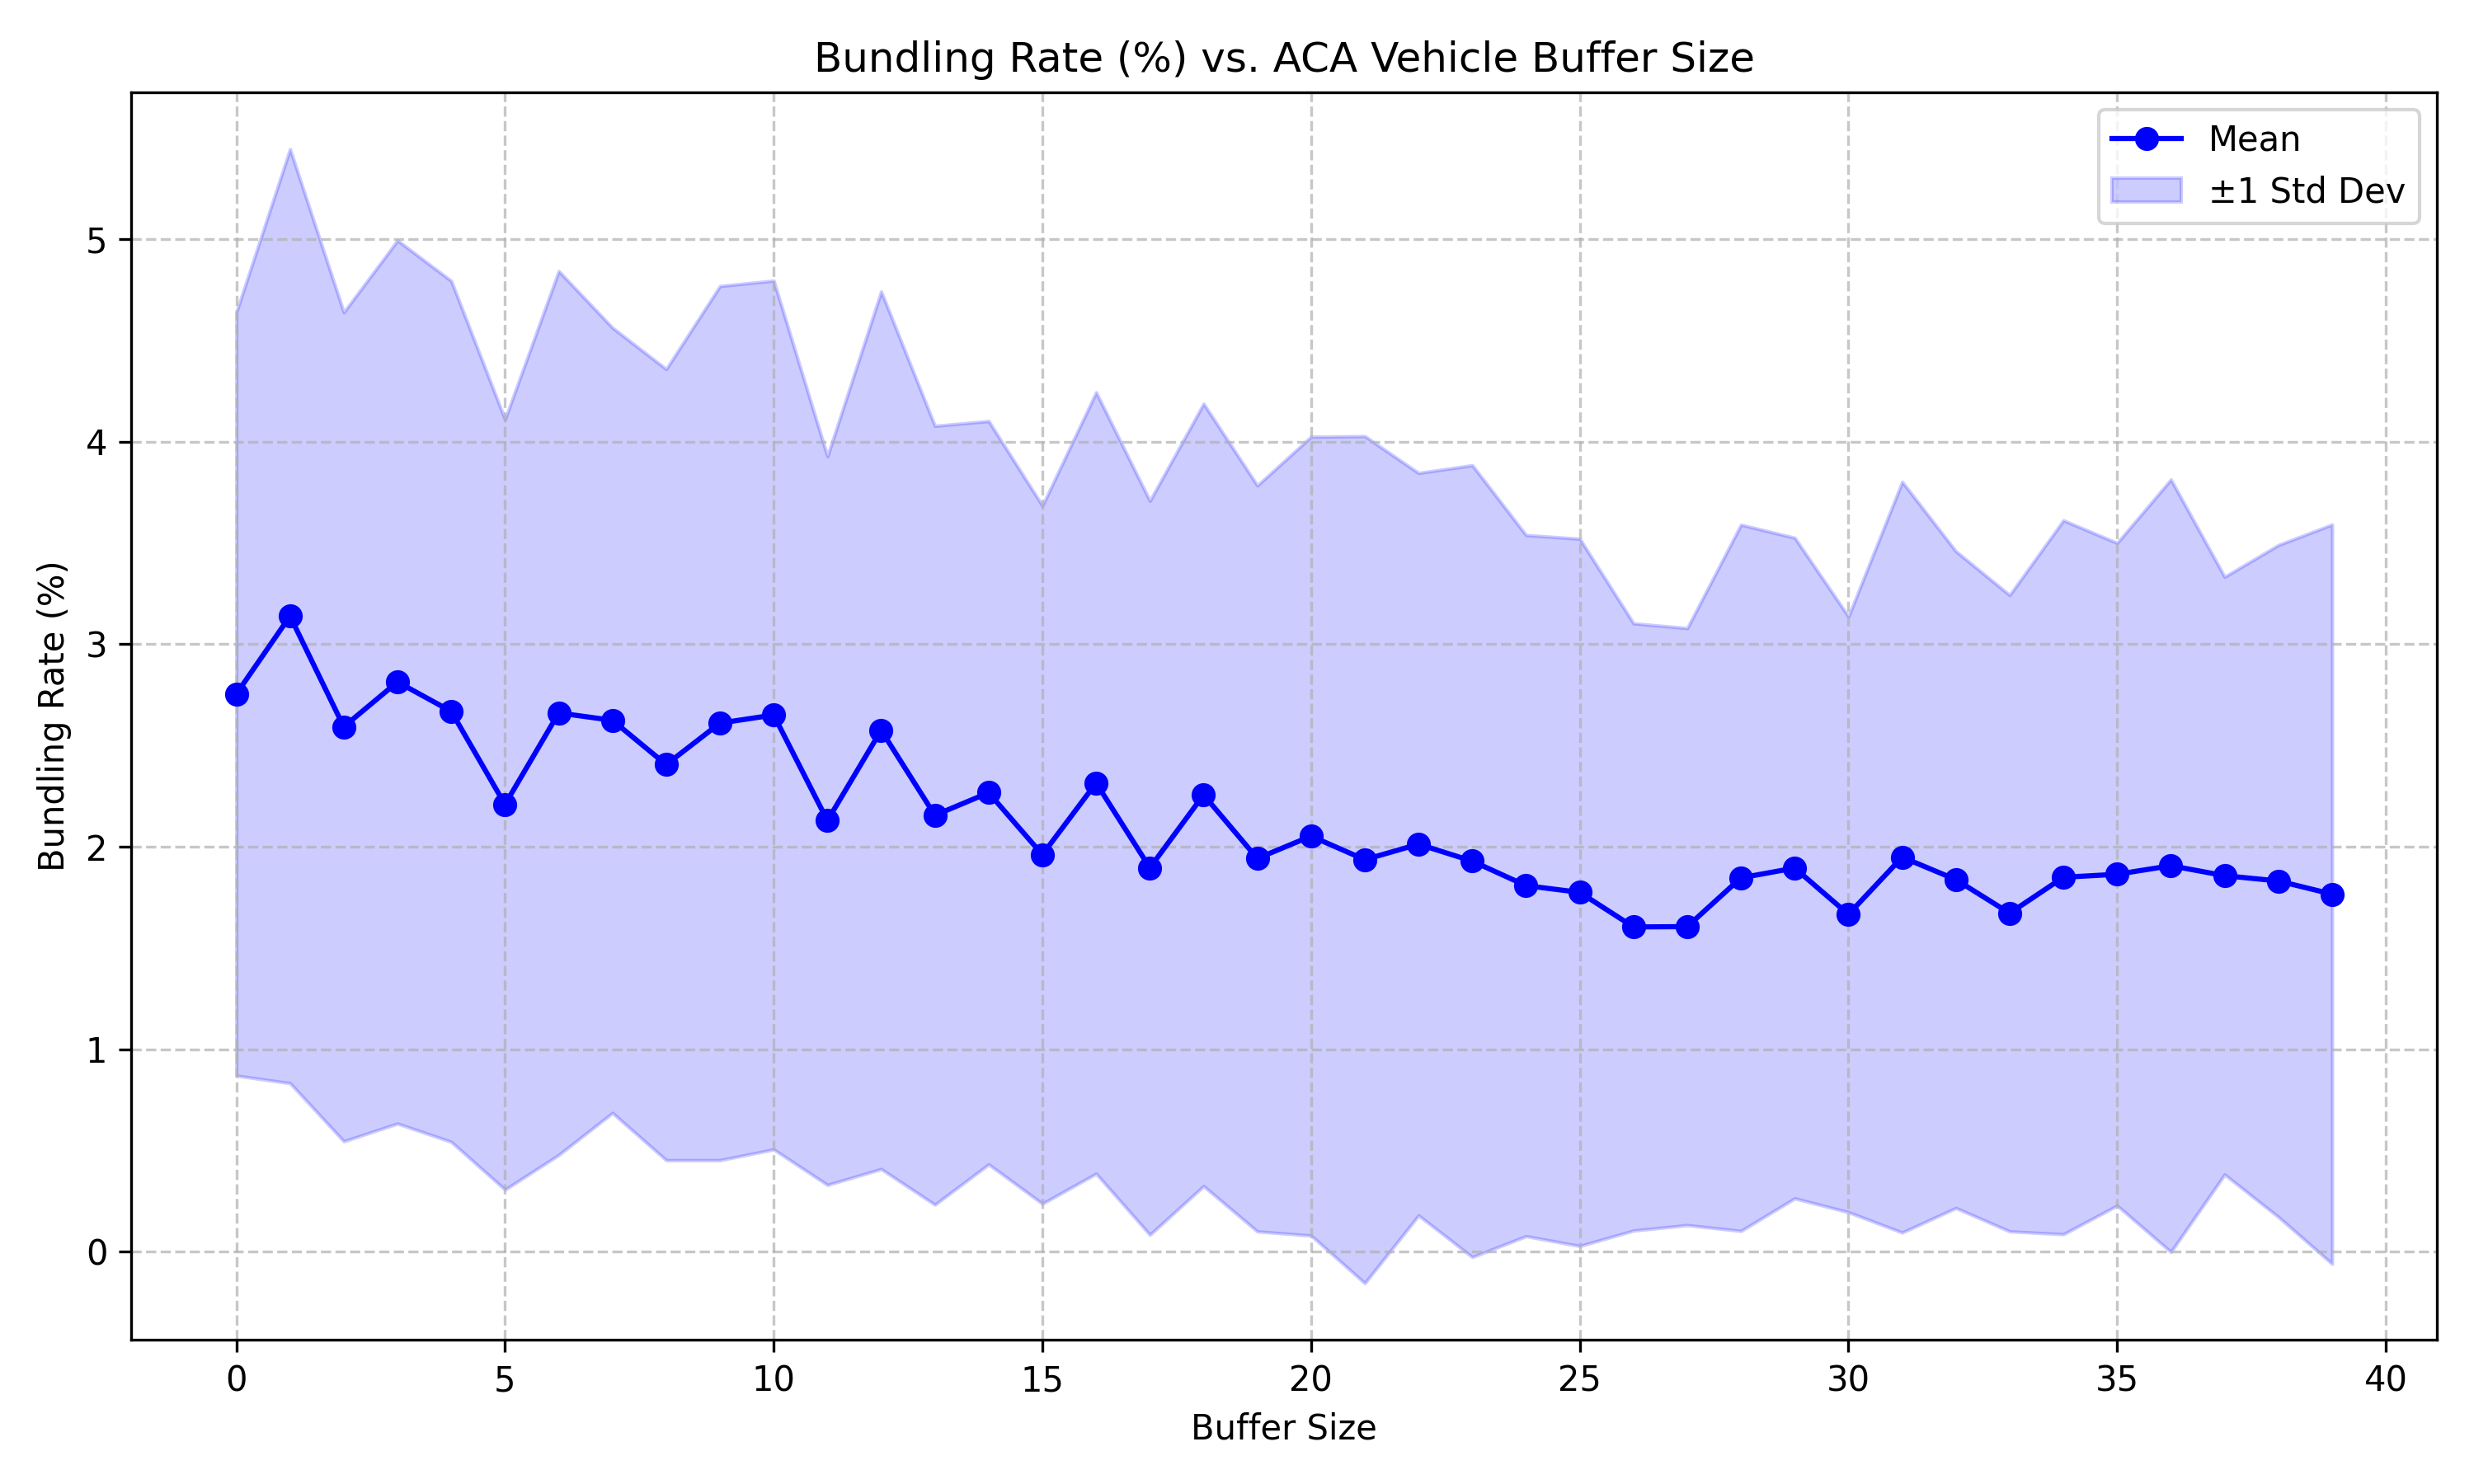 Bundling Rate (%) vs. ACA Vehicle Buffer Size
Mean
±1 Std Dev
Bundling Rate (%)
5
4
3
2
1
0
0 5 10 15 20 25 30 35 40
Buffer Size